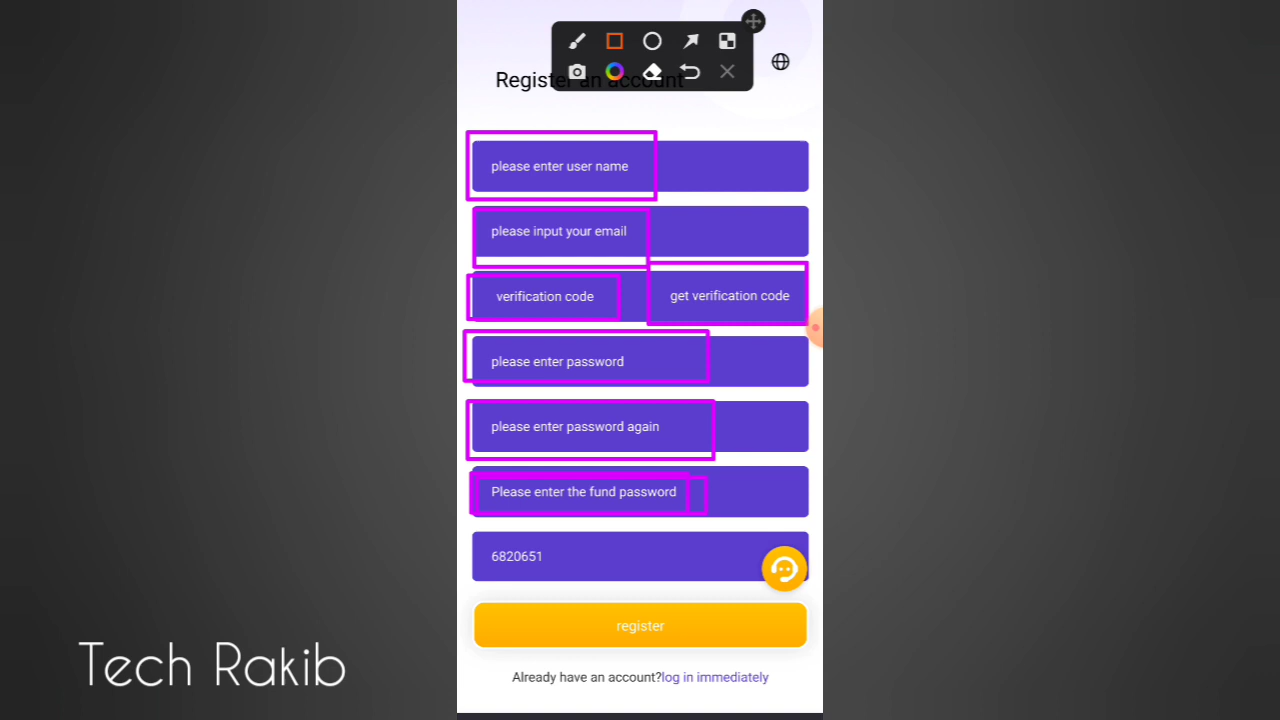 Register an account
please enter user name
please input your email
verification code
get verification code
please enter password
please enter password again
Please enter the fund password
6820651
register
Already have an account?log in immediately
Tech Rakib